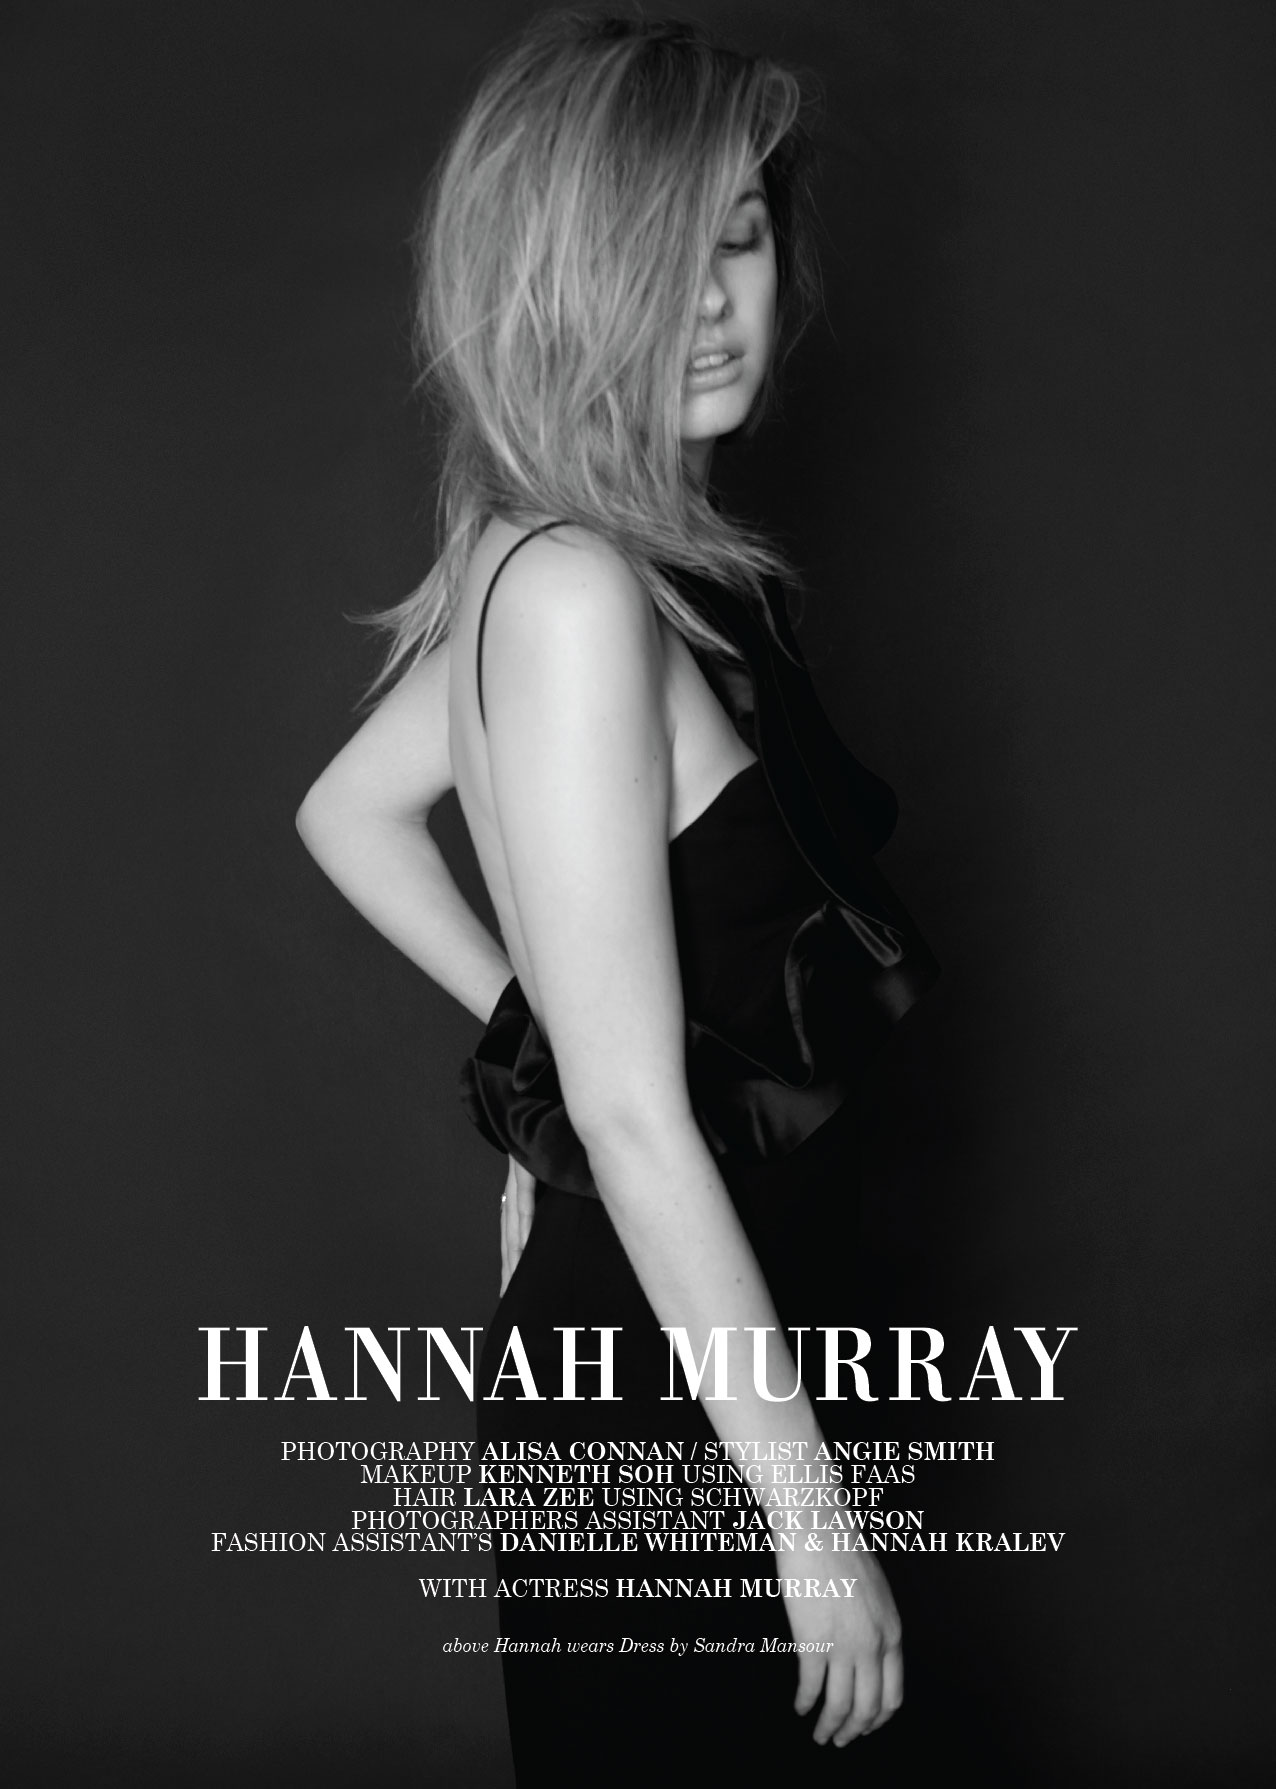 HANNAH MURRAY
PHOTOGRAPHY ALISA CONNAN / STYLIST ANGIE SMITH
MAKEUP KENNETH SOH USING ELLIS FAAS
HAIR LARA ZEE USING SCHWARZKOPF
PHOTOGRAPHERS ASSISTANT JACK LAWSON
FASHION ASSISTANT'S DANIELLE WHITEMAN & HANNAH KRALEV
WITH ACTRESS HANNAH MURRAY
above Hannah wears Dress by Sandra Mansour